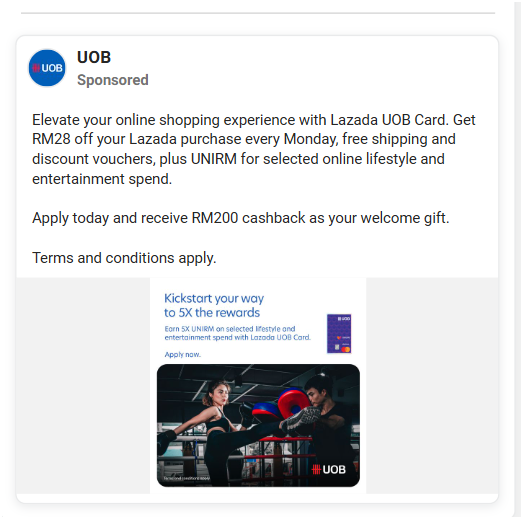 UOB
UOB
Sponsored
Elevate your online shopping experience with Lazada UOB Card. Get
RM28 off your Lazada purchase every Monday, free shipping and
discount vouchers, plus UNIRM for selected online lifestyle and
entertainment spend.
Apply today and receive RM200 cashback as your welcome gift.
Terms and conditions apply.
Kickstart your way
to 5X the rewards
Earn 5X UNIRM on selected lifestyle and
entertainment spend with Lazada UOB Card.
Apply now.
UOB
UOB